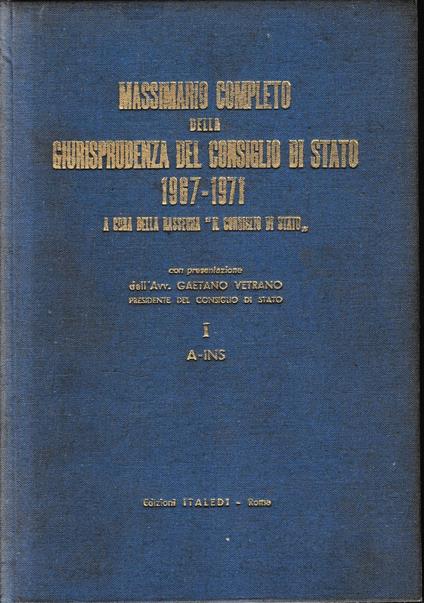 MASSIMARIO COMPLETO
DELLA
GIURISPRUDENZA DEL CONSIGLIO DI STATO
1967-1971
A CURA DELLA RASSEGNA "IL CONSIGLIO DI STATO„
con presentazione
dell'Avv. GAETANO VETRANO
PRESIDENTE DEL CONSIGLIO DI STATO
I
A-INS
Edizioni ITALEDI - Roma